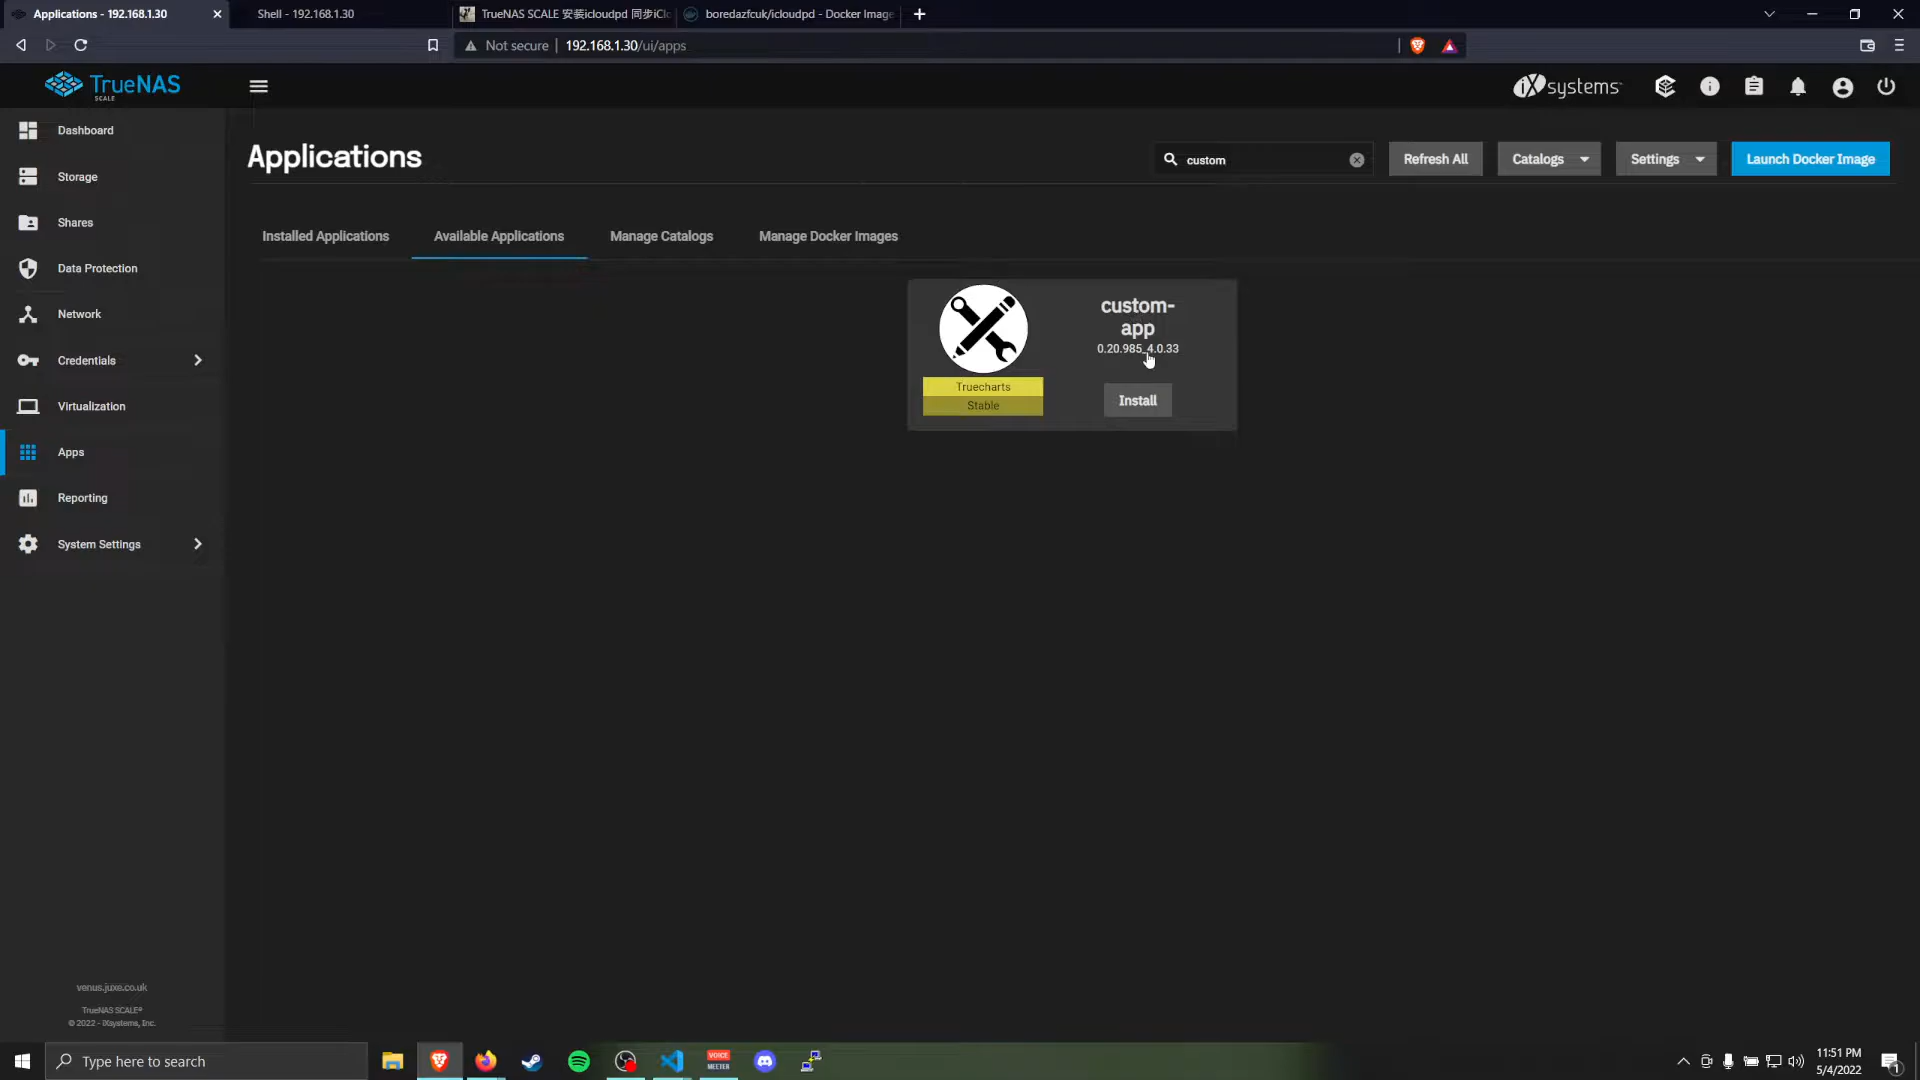 Applications - 192.168.1.30
Shell - 192.168.1.30
TrueNAS SCALE 安装icloudpd 同步iClo
boredazfcuk/icloudpd - Docker Image
Not secure
192.168.1.30/ui/apps
TrueNAS
SCALE
iXsystems
Dashboard
Storage
Shares
Data Protection
Network
Credentials
Virtualization
Apps
Reporting
System Settings
Applications
custom
Refresh All
Catalogs
Settings
Launch Docker Image
Installed Applications
Available Applications
Manage Catalogs
Manage Docker Images
custom-
app
0.20.985_4.0.33
Truecharts
Stable
Install
venus.juxe.co.uk
TrueNAS SCALE®
© 2022 - iXsystems, Inc.
Type here to search
VOICE
MEETER
11:51 PM
5/4/2022
1